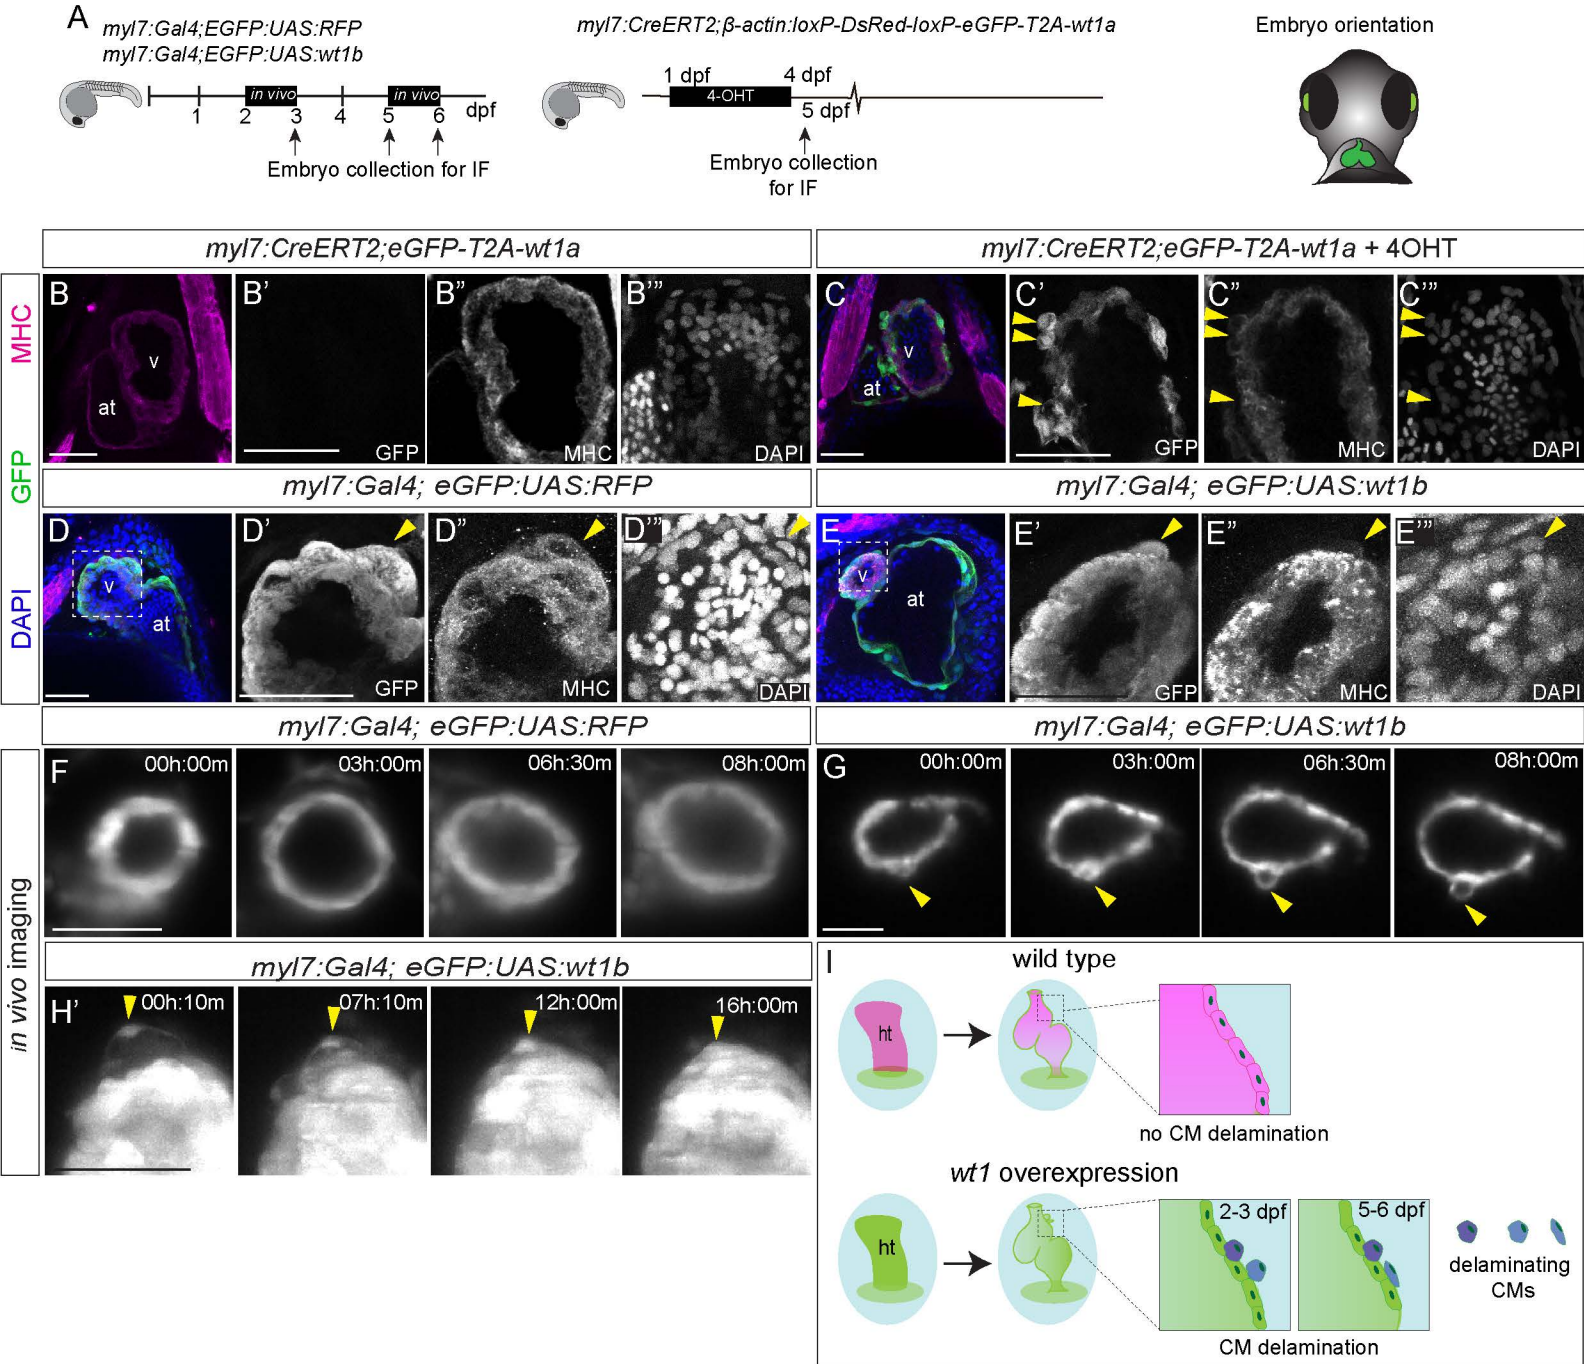 A
myl7:Gal4;EGFP:UAS:RFP
myl7:Gal4;EGFP:UAS:wt1b
in vivo
in vivo
1
2
3
4
5
6
dpf
Embryo collection for IF
myl7:CreERT2;β-actin:loxP-DsRed-loxP-eGFP-T2A-wt1a
1 dpf
4 dpf
4-OHT
5 dpf
Embryo collection
for IF
Embryo orientation
myl7:CreERT2;eGFP-T2A-wt1a
myl7:CreERT2;eGFP-T2A-wt1a + 4OHT
MHC
GFP
DAPI
B
v
at
B'
GFP
B"
MHC
B'"
DAPI
C
v
at
C'
GFP
C"
MHC
C'"
DAPI
myl7:Gal4; eGFP:UAS:RFP
myl7:Gal4; eGFP:UAS:wt1b
D
v
at
D'
GFP
D"
MHC
D'"
DAPI
E
v
at
E'
GFP
E"
MHC
E'"
DAPI
myl7:Gal4; eGFP:UAS:RFP
myl7:Gal4; eGFP:UAS:wt1b
in vivo imaging
F
00h:00m
03h:00m
06h:30m
08h:00m
G
00h:00m
03h:00m
06h:30m
08h:00m
myl7:Gal4; eGFP:UAS:wt1b
H'
00h:10m
07h:10m
12h:00m
16h:00m
I
wild type
ht
no CM delamination
wt1 overexpression
ht
2-3 dpf
5-6 dpf
delaminating
CMs
CM delamination